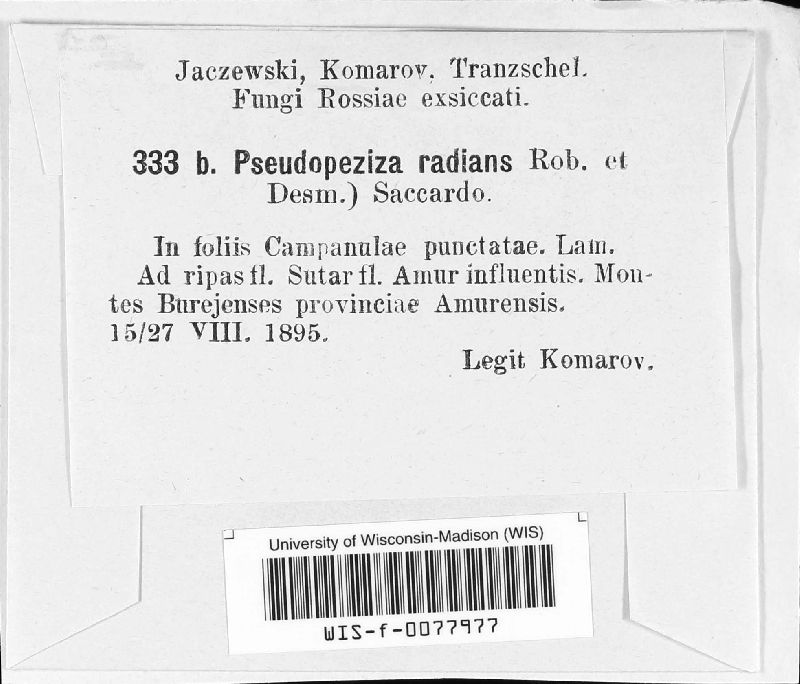 Jaczewski, Komarov, Tranzschel.
Fungi Rossiae exsiccati.
333 b. Pseudopeziza radians Rob. et
Desm.) Saccardo.
In foliis Campanulae punctatae. Lam.
Ad ripas fl. Sutar fl. Amur influentis. Mon-
tes Burejenses provinciae Amurensis.
15/27 VIII. 1895.
Legit Komarov.
University of Wisconsin-Madison (WIS)
WIS-f-0077977